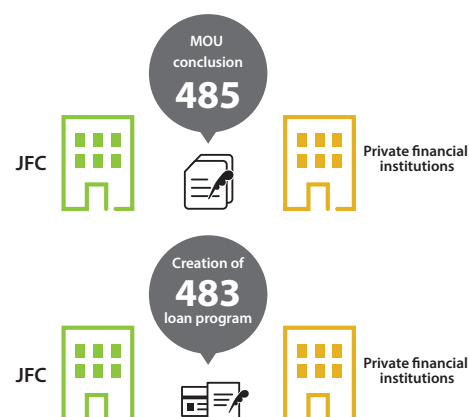 MOU
conclusion
485
JFC
Private financial
institutions
Creation of
483
loan program
JFC
Private financial
institutions